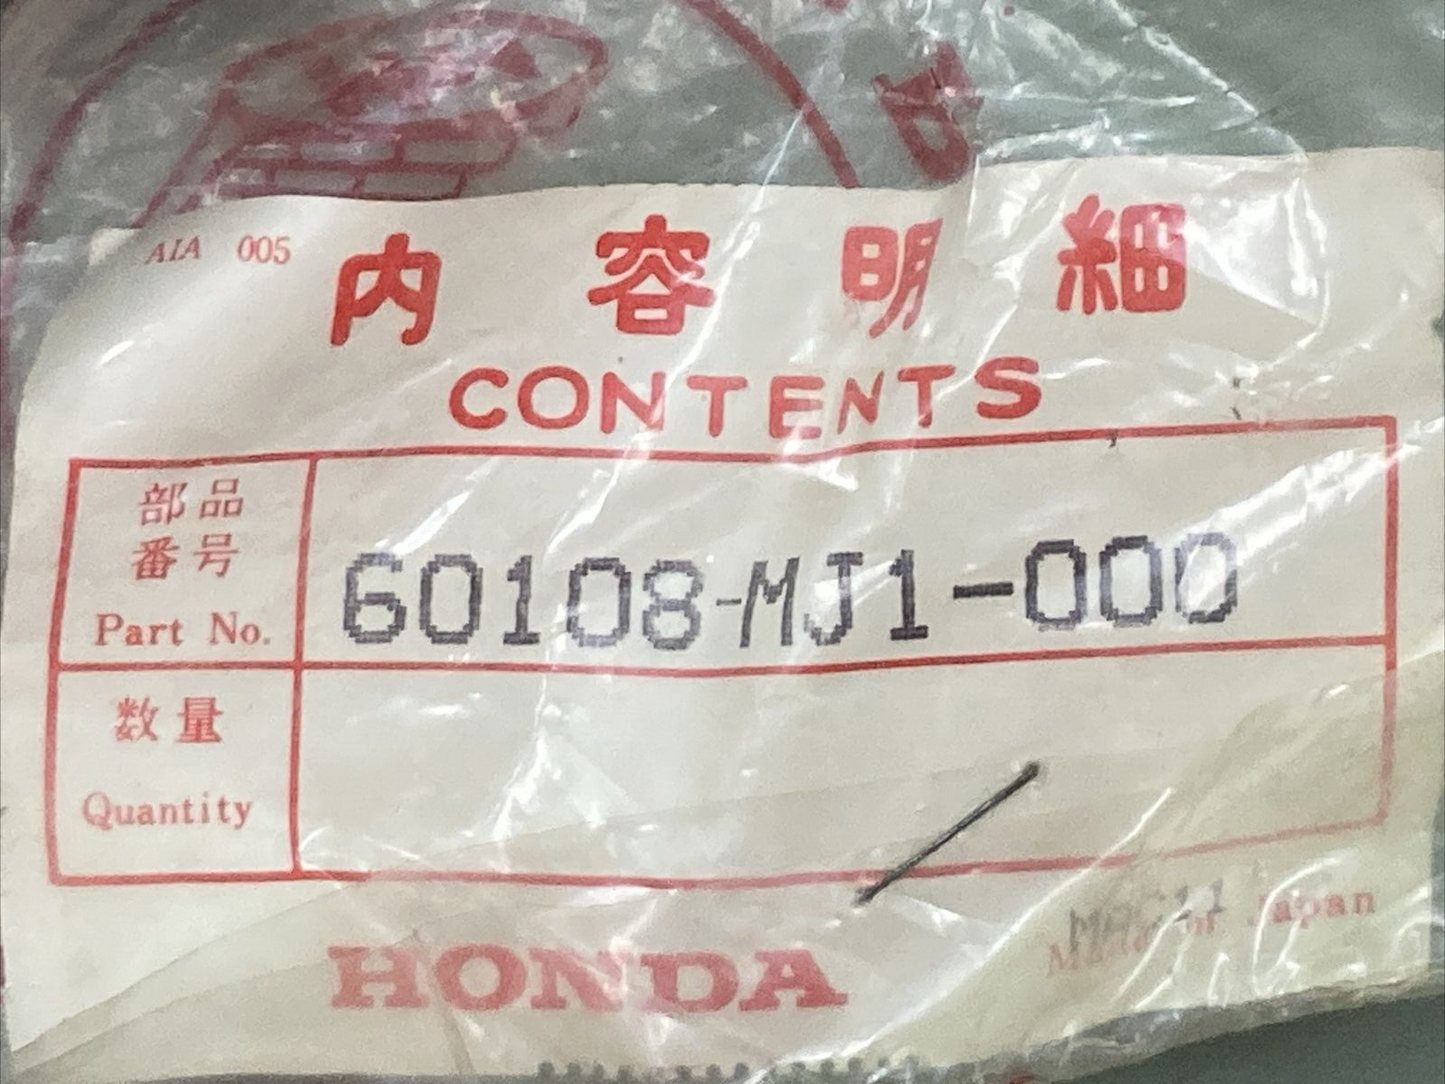 AIA 005
内容明細
CONTENTS
部品
番号
Part No.
60108-MJ1-000
数量
Quantity
HONDA
Japan